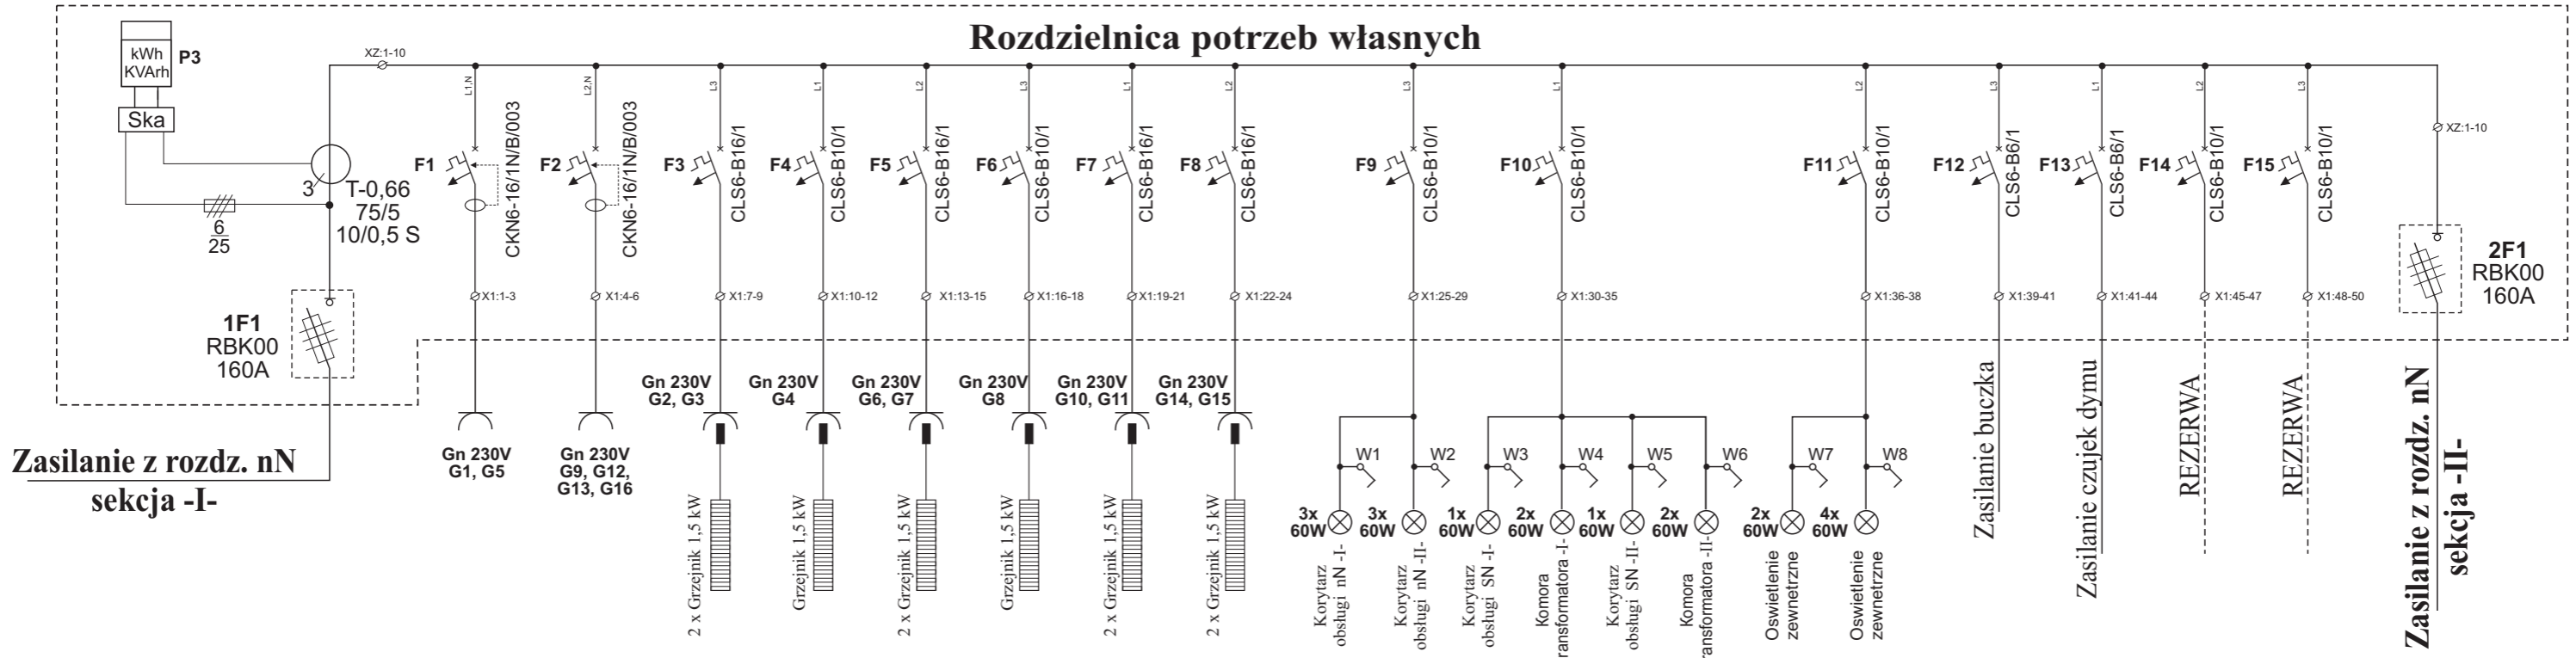 Rozdzielnica potrzeb własnych
kWh
KVArh
P3
Ska
XZ:1-10
3
T-0,66
75/5
10/0,5 S
6
25
1F1
RBK00
160A
Zasilanie z rozdz. nN
sekcja -I-
L1.N
F1
CKN6-16/1N/B/003
X1:1-3
Gn 230V
G1, G5
L2.N
F2
CKN6-16/1N/B/003
X1:4-6
Gn 230V
G9, G12,
G13, G16
L3
F3
CLS6-B16/1
X1:7-9
Gn 230V
G2, G3
2 x Grzejnik 1,5 kW
L1
F4
CLS6-B10/1
X1:10-12
Gn 230V
G4
Grzejnik 1,5 kW
L2
F5
CLS6-B16/1
X1:13-15
Gn 230V
G6, G7
2 x Grzejnik 1,5 kW
L3
F6
CLS6-B10/1
X1:16-18
Gn 230V
G8
Grzejnik 1,5 kW
L1
F7
CLS6-B16/1
X1:19-21
Gn 230V
G10, G11
2 x Grzejnik 1,5 kW
L2
F8
CLS6-B16/1
X1:22-24
Gn 230V
G14, G15
2 x Grzejnik 1,5 kW
L3
F9
CLS6-B10/1
X1:25-29
W1
3x
60W
Korytarz
obsługi nN -I-
W2
3x
60W
Korytarz
obsługi nN -II-
L1
F10
CLS6-B10/1
X1:30-35
W3
1x
60W
Korytarz
obsługi SN -I-
W4
2x
60W
Komora
ransformatora -I-
W5
1x
60W
Korytarz
obsługi SN -II-
W6
2x
60W
Komora
ransformatora -II-
L2
F11
CLS6-B10/1
X1:36-38
W7
2x
60W
Oswietlenie
zewnetrzne
W8
4x
60W
Oswietlenie
zewnetrzne
L3
F12
CLS6-B6/1
X1:39-41
Zasilanie buczka
L1
F13
CLS6-B6/1
X1:41-44
Zasilanie czujek dymu
L2
F14
CLS6-B10/1
X1:45-47
REZERWA
L3
F15
CLS6-B10/1
X1:48-50
REZERWA
XZ:1-10
2F1
RBK00
160A
Zasilanie z rozdz. nN
sekcja -II-